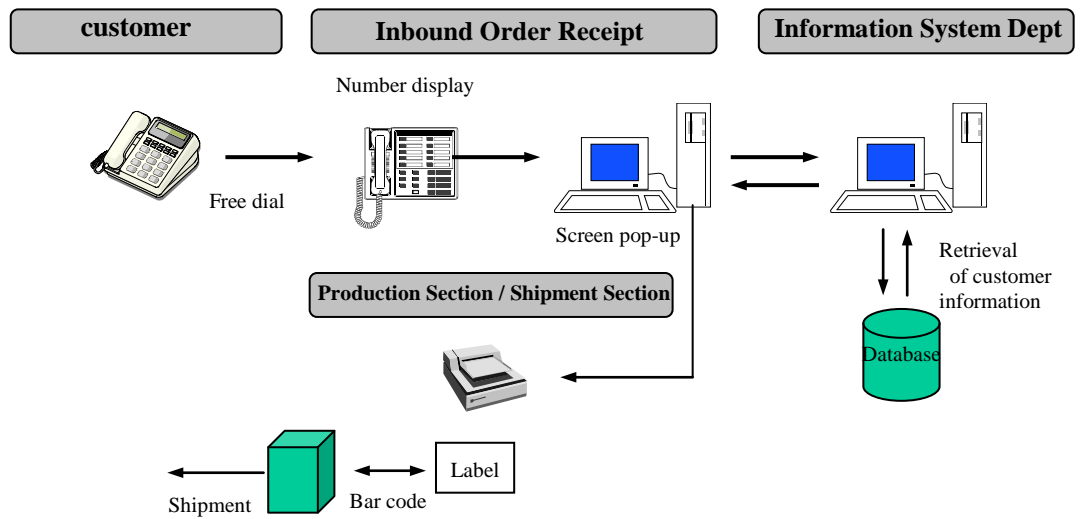 customer
Inbound Order Receipt
Information System Dept
Number display
Free dial
Screen pop-up
Retrieval
of customer
information
Production Section / Shipment Section
Database
Label
Shipment
Bar code